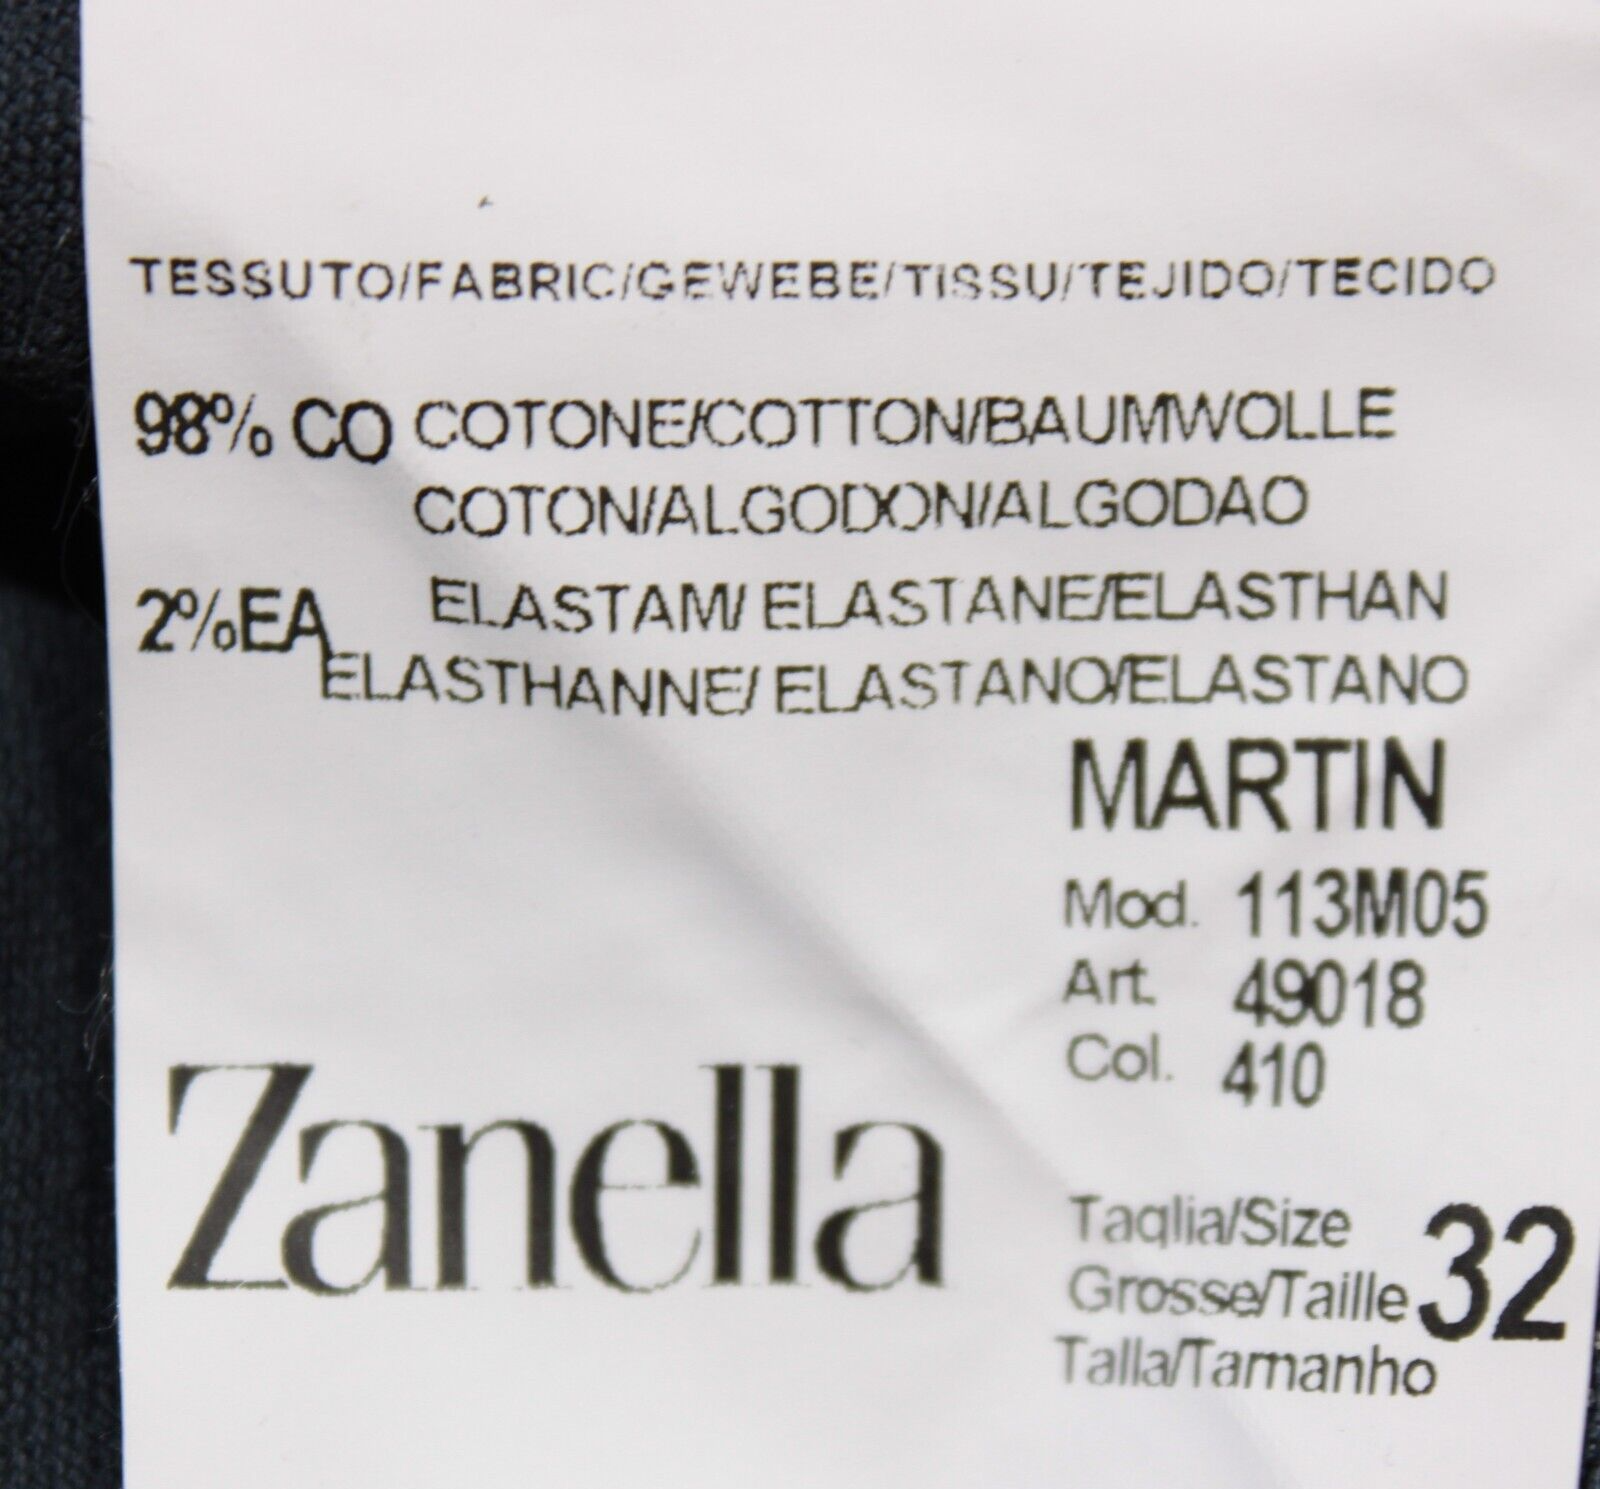 TESSUTO/FABRIC/GEWEBE/TISSU/TEJIDO/TECIDO
98% CO COTONE/COTTON/BAUMWOLLE
COTON/ALGODON/ALGODAO
2%EA ELASTAM/ ELASTANE/ELASTHAN
ELASTHANNE/ ELASTANO/ELASTANO
MARTIN
Mod. 113M05
Art. 49018
Col. 410
Zanella
Taglia/Size
Grosse/Taille 32
Talla/Tamanho